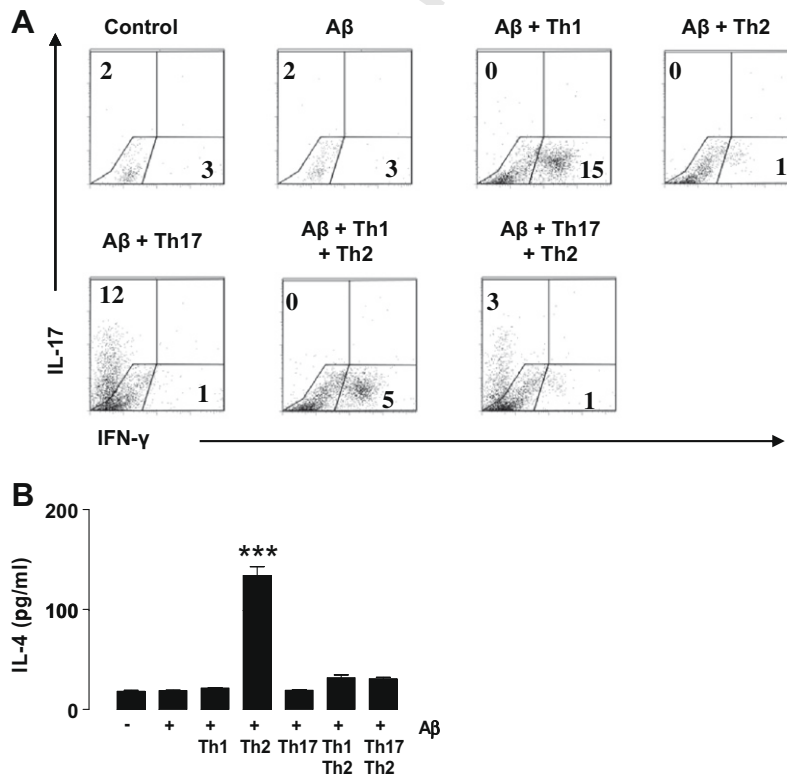 A
Control
Aβ
Aβ + Th1
Aβ + Th2
2
3
2
3
0
15
0
1
Aβ + Th17
Aβ + Th1
+ Th2
Aβ + Th17
+ Th2
12
1
0
5
3
1
IL-17
IFN-γ
B
IL-4 (pg/ml)
200
100
0
***
- + + + + + + Aβ
Th1 Th2 Th17 Th1 Th17
Th2 Th2